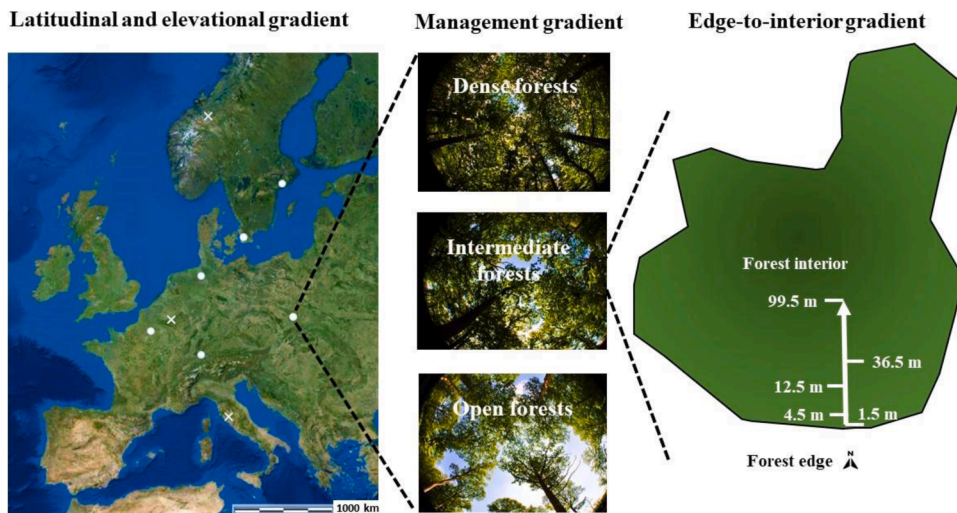 Latitudinal and elevational gradient
1000 km
Management gradient
Dense forests
Intermediate
forests
Open forests
Edge-to-interior gradient
Forest interior
99.5 m
36.5 m
12.5 m
4.5 m
1.5 m
Forest edge
N